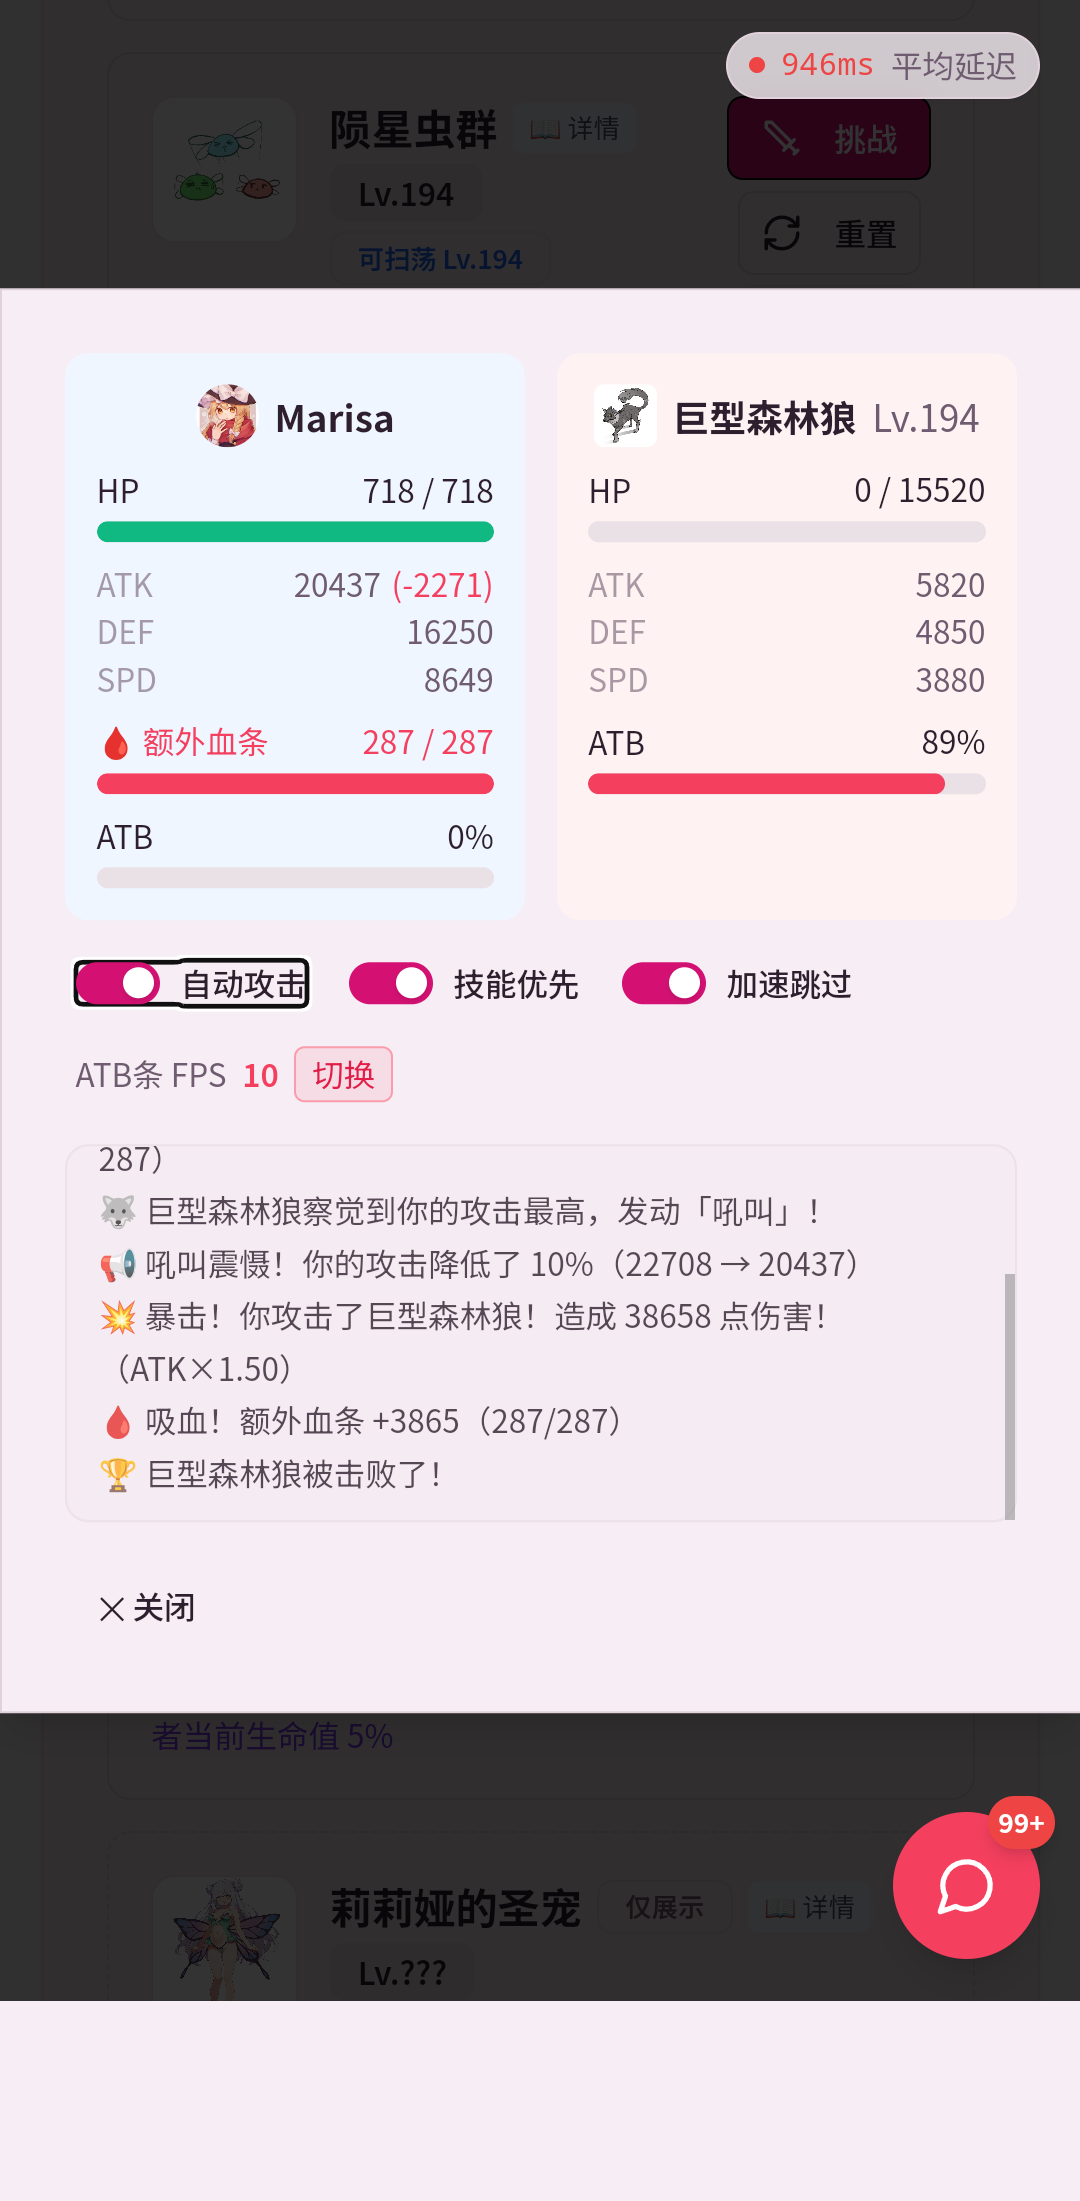 946ms 平均延迟
陨星虫群 📖 详情
挑战
Lv.194
重置
可扫荡 Lv.194
Marisa
HP 718 / 718
ATK 20437 (-2271)
DEF 16250
SPD 8649
🩸 额外血条 287 / 287
ATB 0%
巨型森林狼 Lv.194
HP 0 / 15520
ATK 5820
DEF 4850
SPD 3880
ATB 89%
自动攻击 技能优先 加速跳过
ATB条 FPS 10 切换
287）
🐺 巨型森林狼察觉到你的攻击最高，发动「吼叫」！
📢 吼叫震慑！你的攻击降低了 10%（22708 → 20437）
💥 暴击！你攻击了巨型森林狼！造成 38658 点伤害！
（ATK×1.50）
🩸 吸血！额外血条 +3865（287/287）
🏆 巨型森林狼被击败了！
✕ 关闭
者当前生命值 5%
99+
莉莉娅的圣宠 仅展示 📖 详情
Lv.???